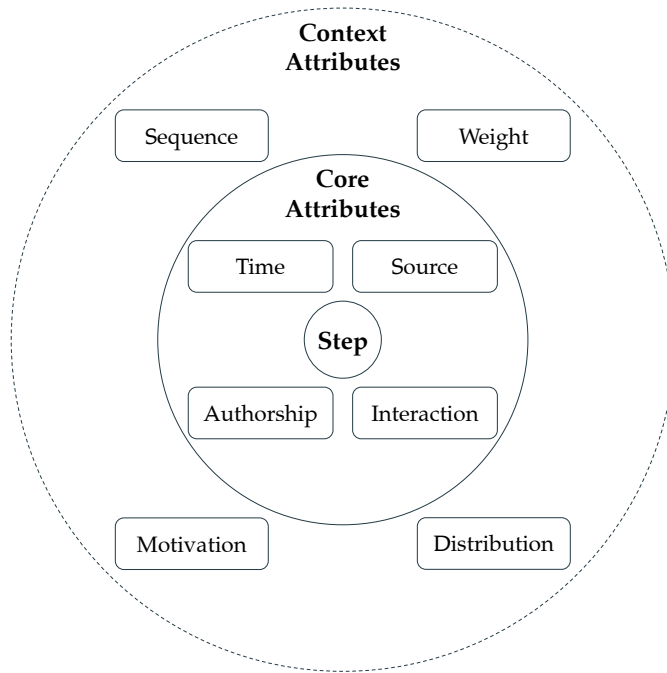 Context
Attributes
Sequence
Weight
Core
Attributes
Time
Source
Step
Authorship
Interaction
Motivation
Distribution